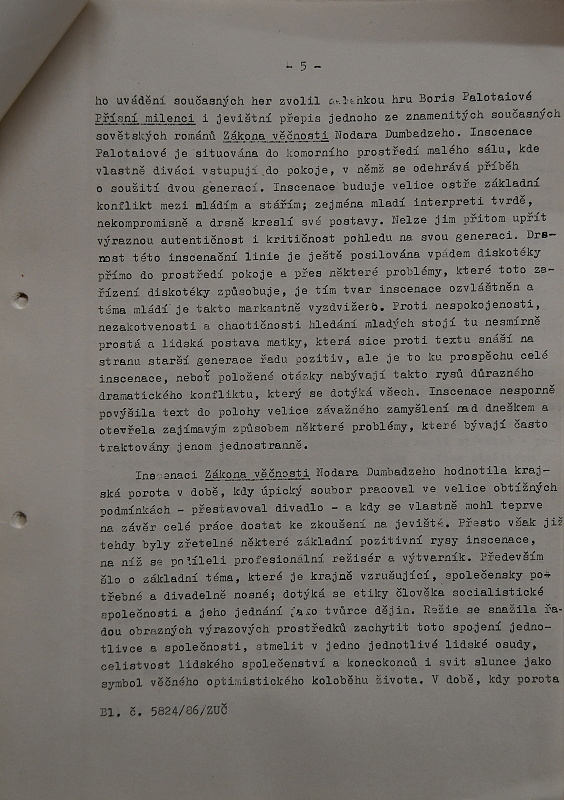 - 5 -
ho uvádění současných her zvolil hru Boris Palotaiové
Přísní milenci i jevištní přepis jednoho ze znamenitých současných
sovětských románů Zákona věčnosti Nodara Dumbadzeho. Inscenace
Palotaiové je situována do komorního prostředí malého sálu, kde
vlastně diváci vstupují do pokoje, v němž se odehrává příběh
o soužití dvou generací. Inscenace buduje velice ostře základní
konflikt mezi mládím a stářím; zejména mladí interpreti tvrdě,
nekompromisně a drsně kreslí své postavy. Nelze jim přitom upřít
výraznou autentičnost i kritičnost pohledu na svou generaci. Drs-
nost této inscenační linie je ještě posilována vpádem diskotéky
přímo do prostředí pokoje a přes některé problémy, které toto za-
řízení diskotéky způsobuje, je tím tvar inscenace ozvláštněn a
téma mládí je takto markantně vyzdviženo. Proti nespokojenosti,
nezakotvenosti a chaotičnosti hledání mladých stojí tu nesmírně
prostá a lidská postava matky, která sice proti textu snáší na
stranu starší generace řadu pozitiv, ale je to ku prospěchu celé
inscenace, neboť položené otázky nabývají takto rysů důrazného
dramatického konfliktu, který se dotýká všech. Inscenace nesporně
povýšila text do polohy velice závažného zamyšlení nad dneškem a
otevřela zajímavým způsobem některé problémy, které bývají často
traktovány jenom jednostranně.
Inscenaci Zákona věčnosti Nodara Dumbadzeho hodnotila kraj-
ská porota v době, kdy úpický soubor pracoval ve velice obtížných
podmínkách - přestavoval divadlo - a kdy se vlastně mohl teprve
na závěr celé práce dostat ke zkoušení na jeviště. Přesto však již
tehdy byly zřetelné některé základní pozitivní rysy inscenace,
na níž se podíleli profesionální režisér a výtvarník. Především
šlo o základní téma, které je krajně vzrušující, společensky po-
třebné a divadelně nosné; dotýká se etiky člověka socialistické
společnosti a jeho jednání jako tvůrce dějin. Režie se snažila řa-
dou obrazných výrazových prostředků zachytit toto spojení jedno-
tlivce a společnosti, stmelit v jedno jednotlivé lidské osudy,
celistvost lidského společenství a koneckonců i svit slunce jako
symbol věčného optimistického koloběhu života. V době, kdy porota
Bl. č. 5824/86/ZUČ